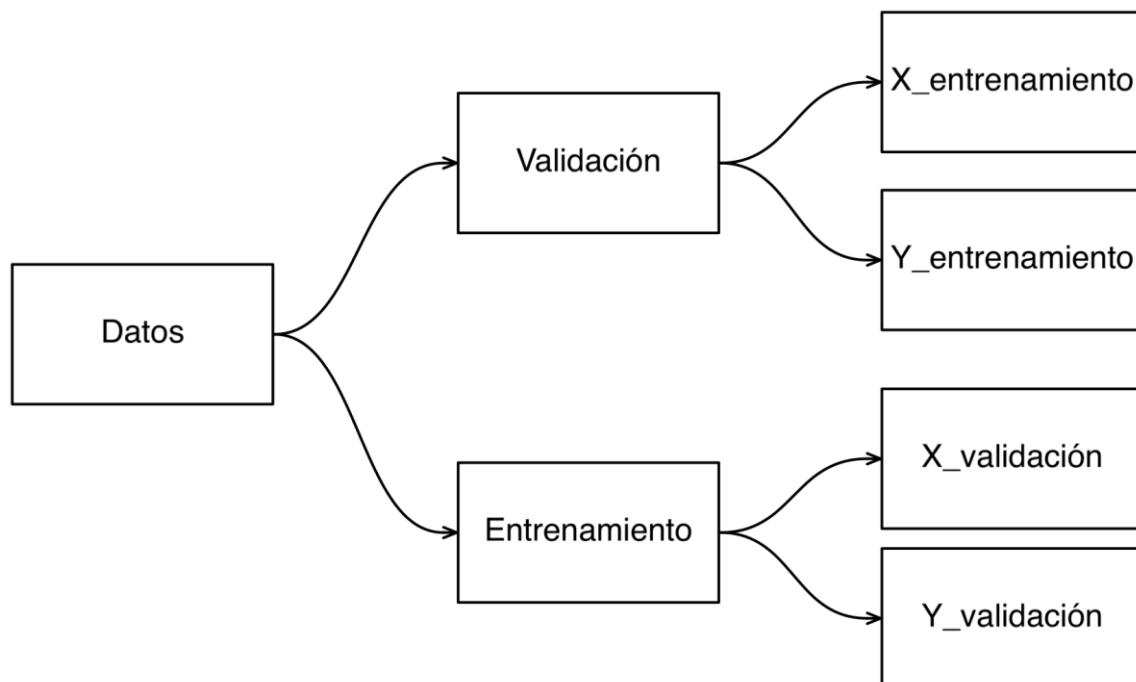 Datos
Validación
Entrenamiento
X_entrenamiento
Y_entrenamiento
X_validación
Y_validación